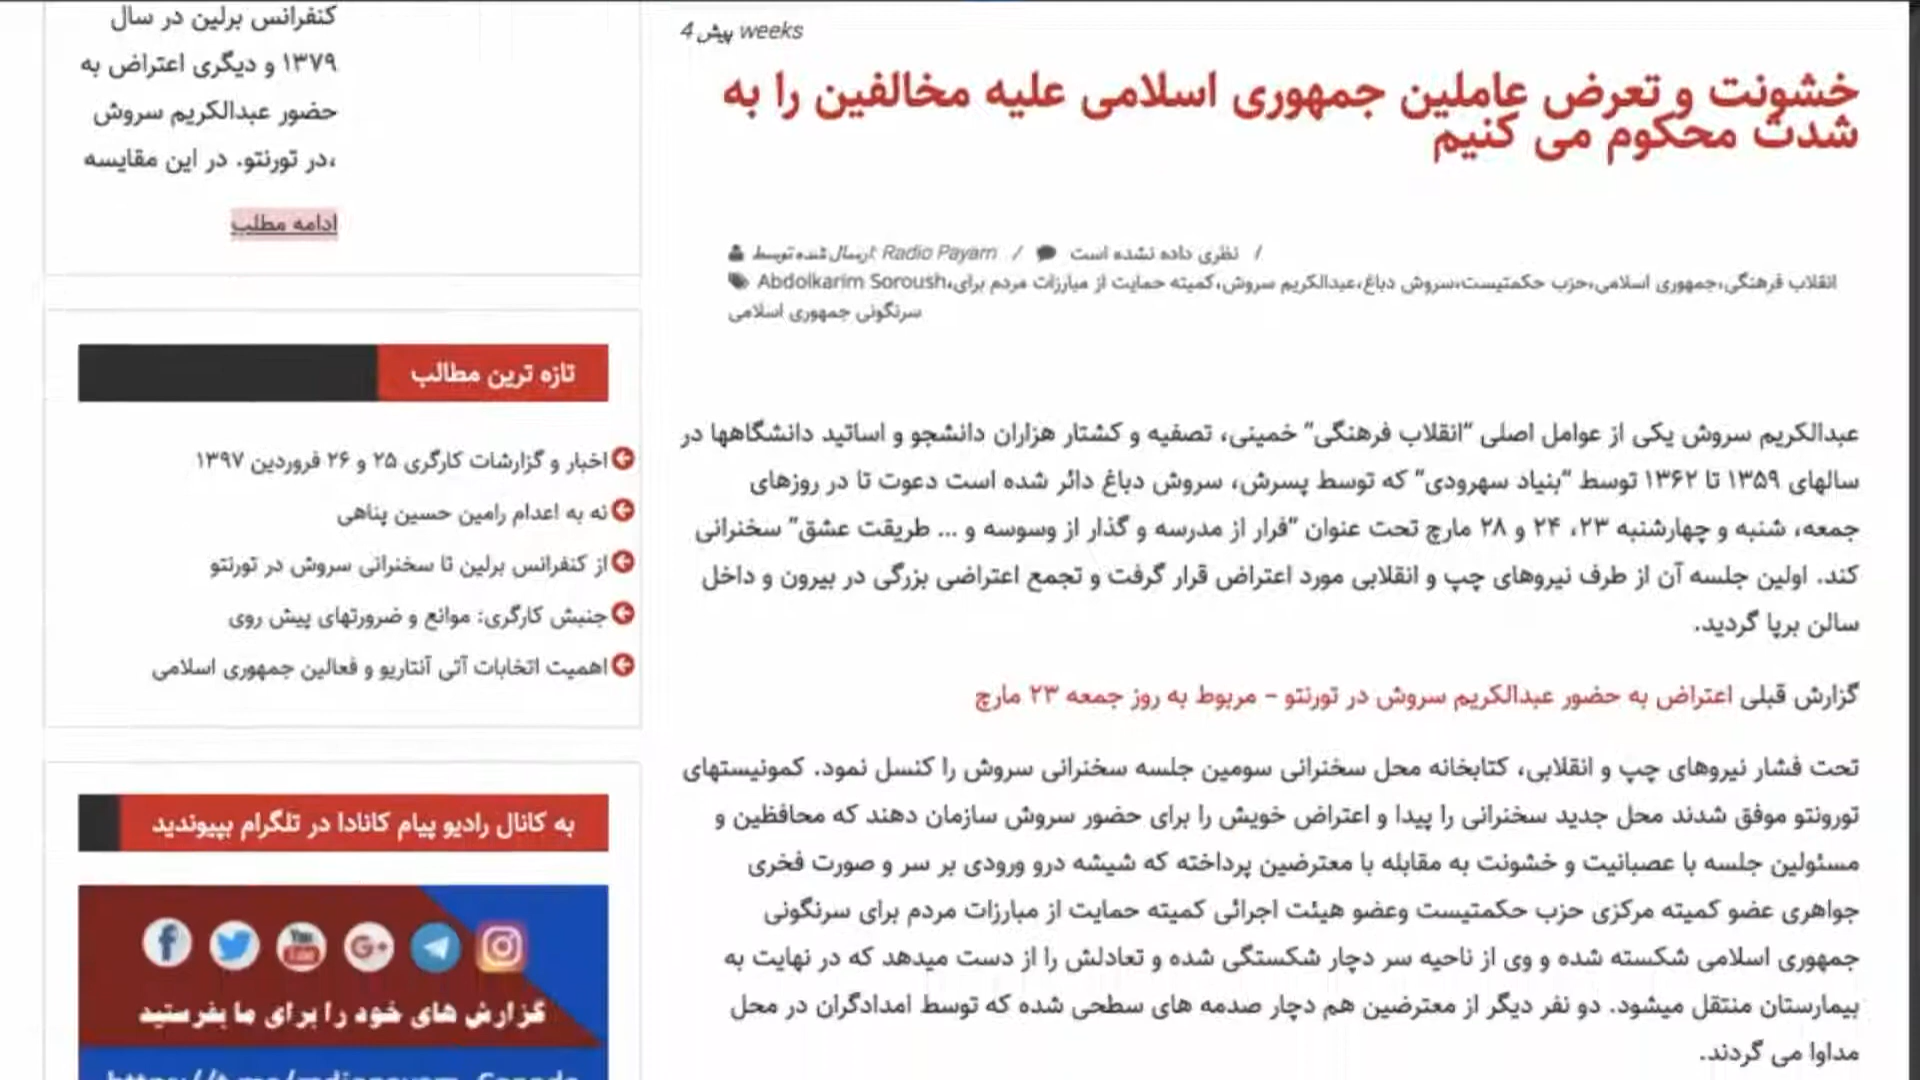 4 پیش weeks
خشونت و تعرض عاملین جمهوری اسلامی علیه مخالفین را به
شدت محکوم می کنیم
ارسال شده توسط: Radio Payam / نظری داده نشده است /
Abdolkarim Soroush،انقلاب فرهنگی،جمهوری اسلامی،حزب حکمتیست،سروش دباغ،عبدالکریم سروش،کمیته حمایت از مبارزات مردم برای
سرنگونی جمهوری اسلامی
عبدالکریم سروش یکی از عوامل اصلی “انقلاب فرهنگی” خمینی، تصفیه و کشتار هزاران دانشجو و اساتید دانشگاهها در
سالهای ۱۳۵۹ تا ۱۳۶۲ توسط “بنیاد سهرودی” که توسط پسرش، سروش دباغ دائر شده است دعوت تا در روزهای
جمعه، شنبه و چهارشنبه ۲۳، ۲۴ و ۲۸ مارچ تحت عنوان “فرار از مدرسه و گذار از وسوسه و ... طریقت عشق” سخنرانی
کند. اولین جلسه آن از طرف نیروهای چپ و انقلابی مورد اعتراض قرار گرفت و تجمع اعتراضی بزرگی در بیرون و داخل
سالن برپا گردید.
گزارش قبلی اعتراض به حضور عبدالکریم سروش در تورنتو – مربوط به روز جمعه ۲۳ مارچ
تحت فشار نیروهای چپ و انقلابی، کتابخانه محل سخنرانی سومین جلسه سخنرانی سروش را کنسل نمود. کمونیستهای
تورونتو موفق شدند محل جدید سخنرانی را پیدا و اعتراض خویش را برای حضور سروش سازمان دهند که محافظین و
مسئولین جلسه با عصبانیت و خشونت به مقابله با معترضین پرداخته که شیشه درو ورودی بر سر و صورت فخری
جواهری عضو کمیته مرکزی حزب حکمتیست وعضو هیئت اجرائی کمیته حمایت از مبارزات مردم برای سرنگونی
جمهوری اسلامی شکسته شده و وی از ناحیه سر دچار شکستگی شده و تعادلش را از دست میدهد که در نهایت به
بیمارستان منتقل میشود. دو نفر دیگر از معترضین هم دچار صدمه های سطحی شده که توسط امدادگران در محل
مداوا می گردند.
کنفرانس برلین در سال
۱۳۷۹ و دیگری اعتراض به
حضور عبدالکریم سروش
در تورنتو. در این مقایسه،
ادامه مطلب
تازه ترین مطالب
اخبار و گزارشات کارگری ۲۵ و ۲۶ فروردین ۱۳۹۷
نه به اعدام رامین حسین پناهی
از کنفرانس برلین تا سخنرانی سروش در تورنتو
جنبش کارگری: موانع و ضرورتهای پیش روی
اهمیت انتخابات آتی آنتاریو و فعالین جمهوری اسلامی
به کانال رادیو پیام کانادا در تلگرام بپیوندید
You
G+
گزارش های خود را برای ما بفرستید